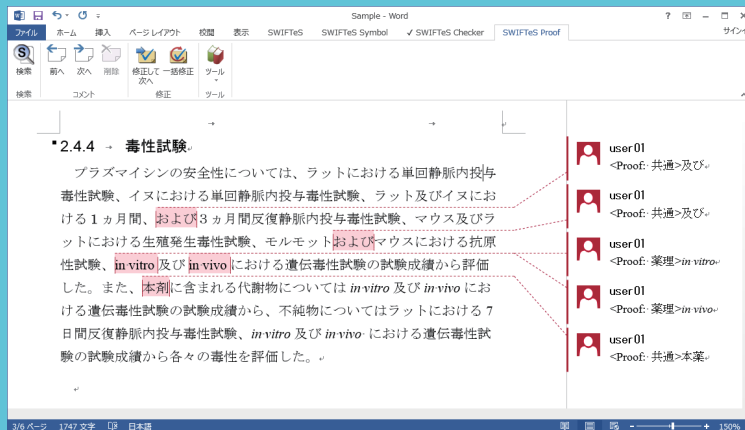 Sample - Word
ファイル ホーム 挿入 ページ レイアウト 校閲 表示 SWIFTeS SWIFTeS Symbol ✓ SWIFTeS Checker SWIFTeS Proof サインイ
検索 前へ 次へ 削除 修正して次へ 一括修正 ツール
検索 コメント 修正 ツール
2.4.4 → 毒性試験
プラズマイシンの安全性については、ラットにおける単回静脈内投与
毒性試験、イヌにおける単回静脈内投与毒性試験、ラット及びイヌにお
ける1ヵ月間、および3ヵ月間反復静脈内投与毒性試験、マウス及びラ
ットにおける生殖発生毒性試験、モルモットおよびマウスにおける抗原
性試験、in vitro 及び in vivo における遺伝毒性試験の試験成績から評価
した。また、本剤に含まれる代謝物については in vitro 及び in vivo にお
ける遺伝毒性試験の試験成績から、不純物についてはラットにおける 7
日間反復静脈内投与毒性試験、in vitro 及び in vivo における遺伝毒性試
験の試験成績から各々の毒性を評価した。
user01
<Proof: 共通>及び
user01
<Proof: 共通>及び
user01
<Proof: 薬理>in vitro
user01
<Proof: 薬理>in vivo
user01
<Proof: 共通>本薬
3/6 ページ 1747 文字 日本語 150%